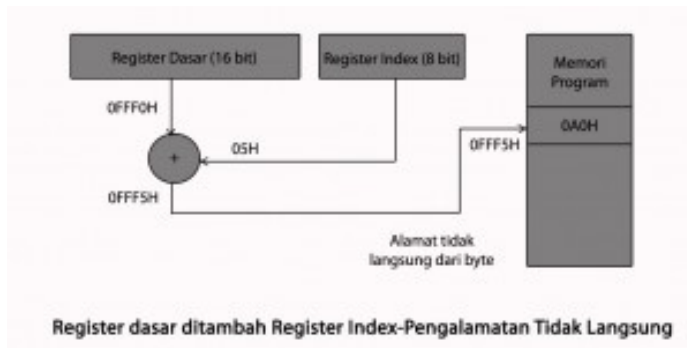 Register Dasar (16 bit)
Register Index (8 bit)
Memori
Program
0FFF0H
05H
0A0H
0FFF5H
+
0FFF5H
Alamat tidak
langsung dari byte
Register dasar ditambah Register Index-Pengalamatan Tidak Langsung